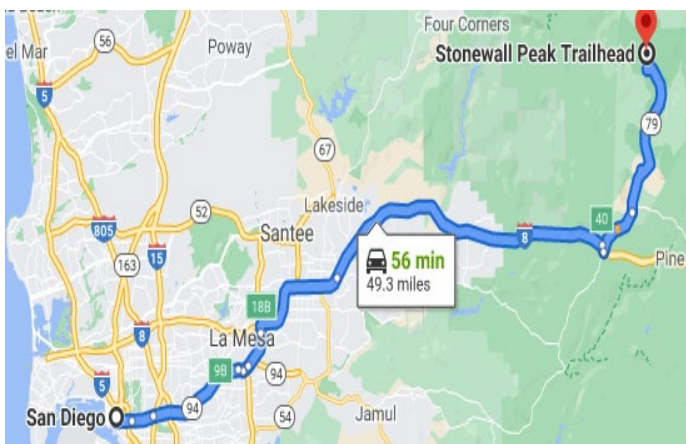 Four Corners
56
Poway
el Mar
Stonewall Peak Trailhead
5
79
67
Lakeside
52
805
Santee
40
8
163
15
56 min
49.3 miles
Pine
18B
La Mesa
8
9B
5
94
94
San Diego
54
Jamul